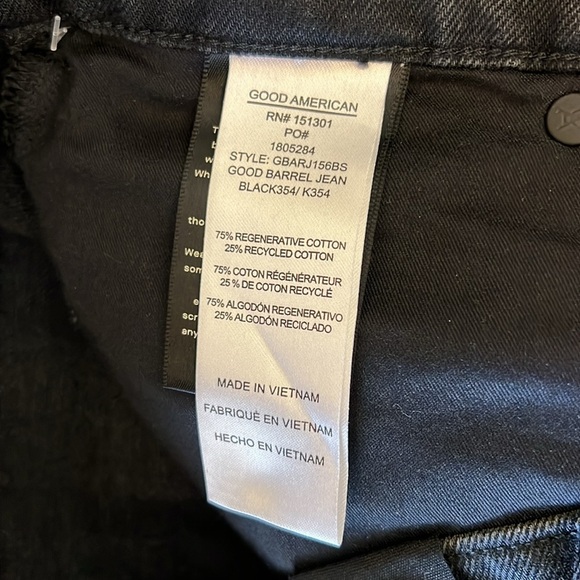 GOOD AMERICAN
RN# 151301
PO#
1805284
STYLE: GBARJ156BS
GOOD BARREL JEAN
BLACK354/ K354
75% REGENERATIVE COTTON
25% RECYCLED COTTON
75% COTON RÉGÉNÉRATEUR
25 % DE COTON RECYCLÉ
75% ALGODÓN REGENERATIVO
25% ALGODÓN RECICLADO
MADE IN VIETNAM
FABRIQUÉ EN VIETNAM
HECHO EN VIETNAM